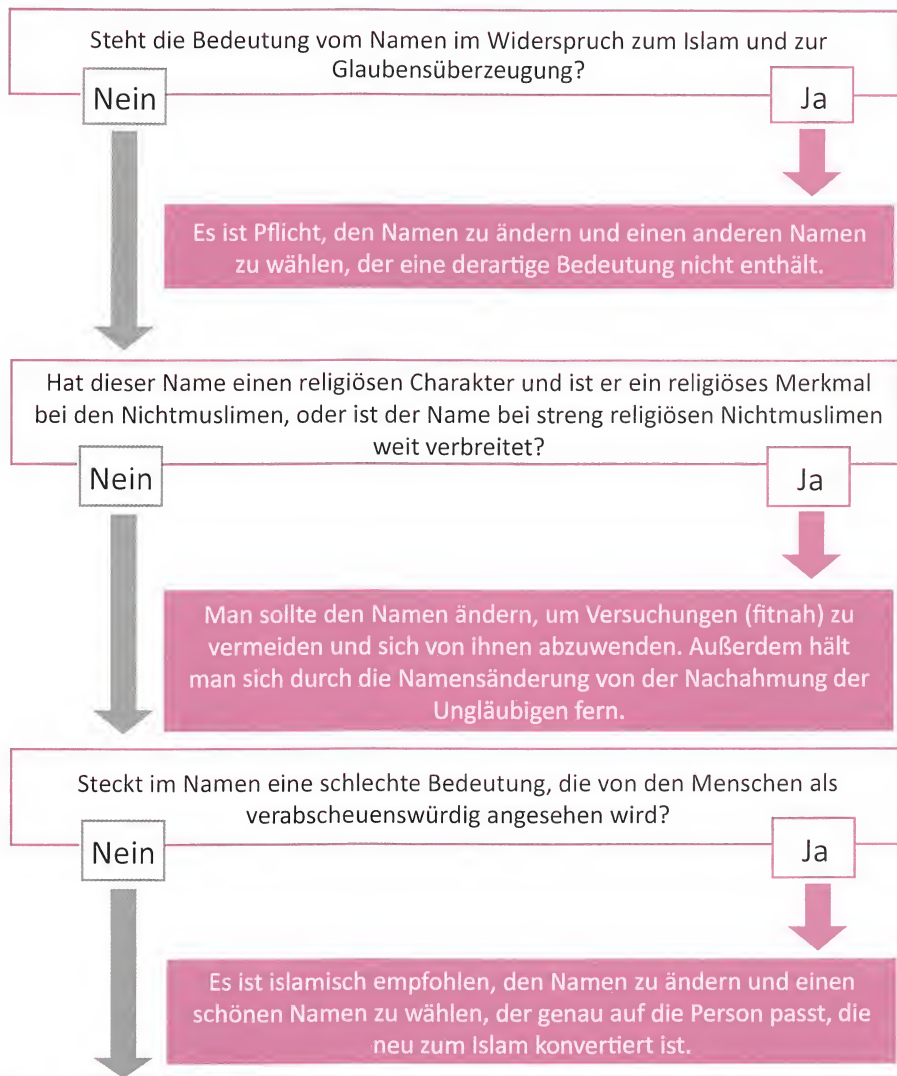 Steht die Bedeutung vom Namen im Widerspruch zum Islam und zur
Glaubensüberzeugung?
Nein
Ja
Es ist Pflicht, den Namen zu ändern und einen anderen Namen
zu wählen, der eine derartige Bedeutung nicht enthält.
Hat dieser Name einen religiösen Charakter und ist er ein religiöses Merkmal
bei den Nichtmuslimen, oder ist der Name bei streng religiösen Nichtmuslimen
weit verbreitet?
Nein
Ja
Man sollte den Namen ändern, um Versuchungen (fitnah) zu
vermeiden und sich von ihnen abzuwenden. Außerdem hält
man sich durch die Namensänderung von der Nachahmung der
Ungläubigen fern.
Steckt im Namen eine schlechte Bedeutung, die von den Menschen als
verabscheuenswürdig angesehen wird?
Nein
Ja
Es ist islamisch empfohlen, den Namen zu ändern und einen
schönen Namen zu wählen, der genau auf die Person passt, die
neu zum Islam konvertiert ist.